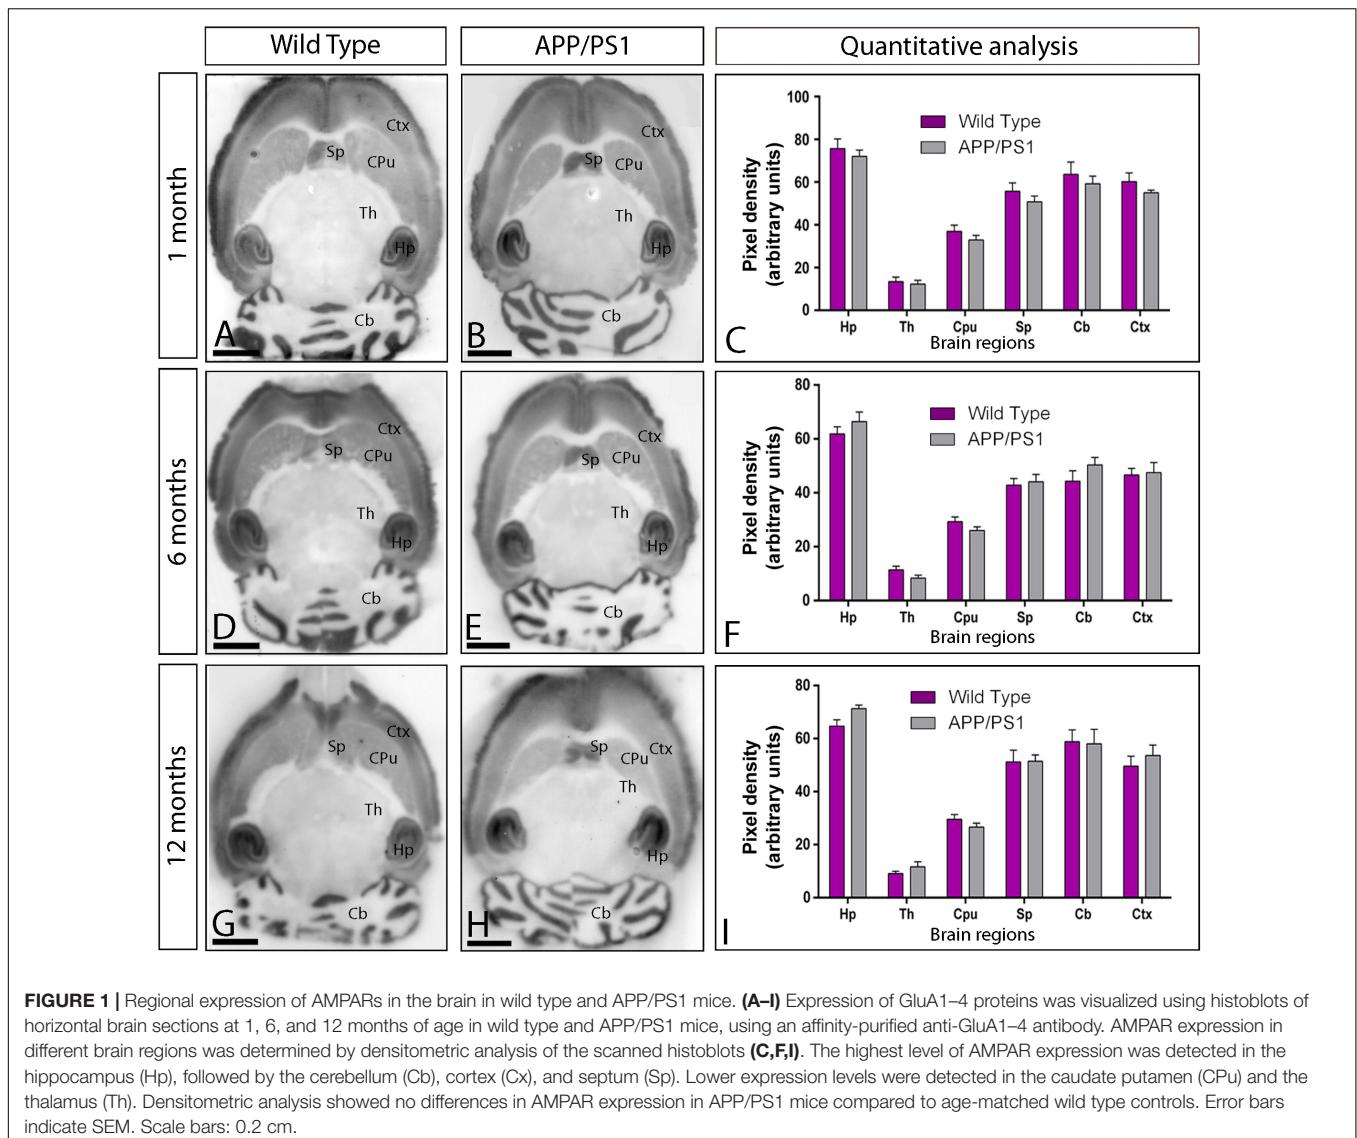 Wild Type
APP/PS1
Quantitative analysis
1 month
Ctx
Sp
CPu
Th
Hp
Cb
A
Ctx
Sp
CPu
Th
Hp
Cb
B
100
80
60
40
20
0
Pixel density
(arbitrary units)
Wild Type
APP/PS1
Hp Th Cpu Sp Cb Ctx
Brain regions
C
6 months
Ctx
Sp
CPu
Th
Hp
Cb
D
Ctx
Sp
CPu
Th
Hp
Cb
E
80
60
40
20
0
Pixel density
(arbitrary units)
Wild Type
APP/PS1
Hp Th Cpu Sp Cb Ctx
Brain regions
F
12 months
Ctx
Sp
CPu
Th
Hp
Cb
G
Sp
Ctx
CPu
Th
Hp
Cb
H
80
60
40
20
0
Pixel density
(arbitrary units)
Wild Type
APP/PS1
Hp Th Cpu Sp Cb Ctx
Brain regions
I
FIGURE 1 | Regional expression of AMPARs in the brain in wild type and APP/PS1 mice. (A–I) Expression of GluA1–4 proteins was visualized using histoblots of
horizontal brain sections at 1, 6, and 12 months of age in wild type and APP/PS1 mice, using an affinity-purified anti-GluA1–4 antibody. AMPAR expression in
different brain regions was determined by densitometric analysis of the scanned histoblots (C,F,I). The highest level of AMPAR expression was detected in the
hippocampus (Hp), followed by the cerebellum (Cb), cortex (Cx), and septum (Sp). Lower expression levels were detected in the caudate putamen (CPu) and the
thalamus (Th). Densitometric analysis showed no differences in AMPAR expression in APP/PS1 mice compared to age-matched wild type controls. Error bars
indicate SEM. Scale bars: 0.2 cm.